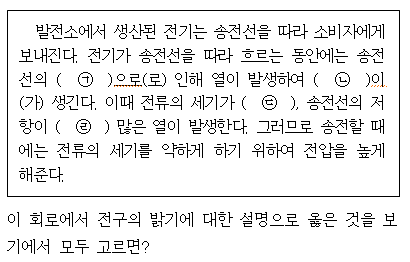 발전소에서 생산된 전기는 송전선을 따라 소비자에게
보내진다. 전기가 송전선을 따라 흐르는 동안에는 송전
선의 ( ㉠ )으로(로) 인해 열이 발생하여 ( ㉡ )이
(가) 생긴다. 이때 전류의 세기가 ( ㉢ ), 송전선의 저
항이 ( ㉣ ) 많은 열이 발생한다. 그러므로 송전할 때
에는 전류의 세기를 약하게 하기 위하여 전압을 높게
해준다.
이 회로에서 전구의 밝기에 대한 설명으로 옳은 것을 보
기에서 모두 고르면?